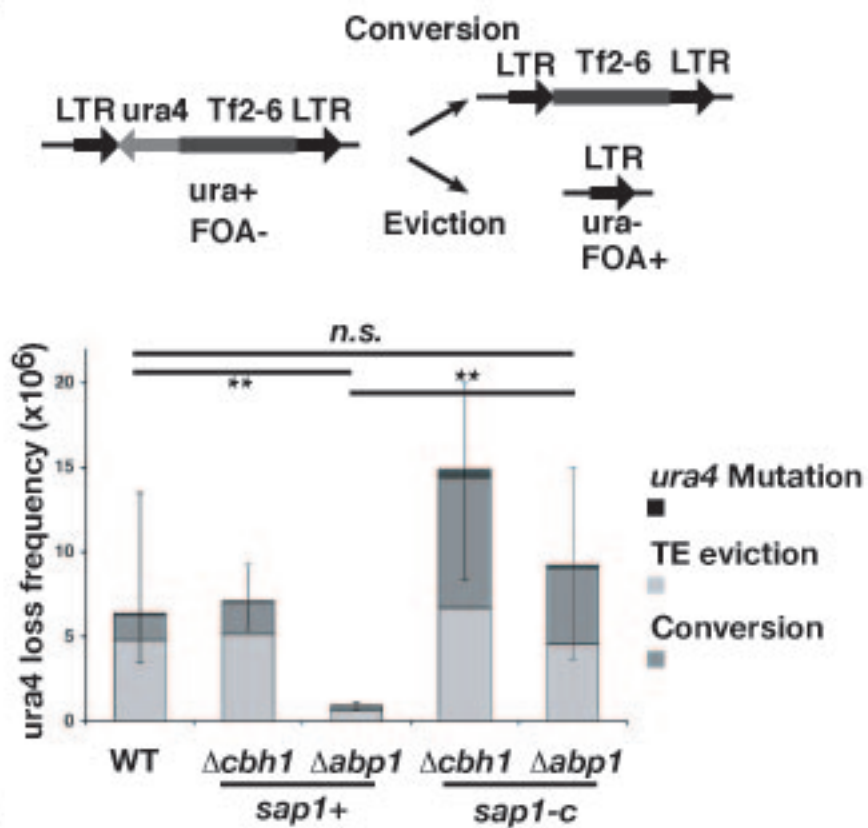 Conversion
LTR Tf2-6 LTR
LTR ura4 Tf2-6 LTR
LTR
ura+
FOA-
Eviction
ura-
FOA+
n.s.
** **
ura4 loss frequency (x10⁶)
20
15
10
5
0
ura4 Mutation
TE eviction
Conversion
WT Δcbh1 Δabp1 Δcbh1 Δabp1
sap1+ sap1-c